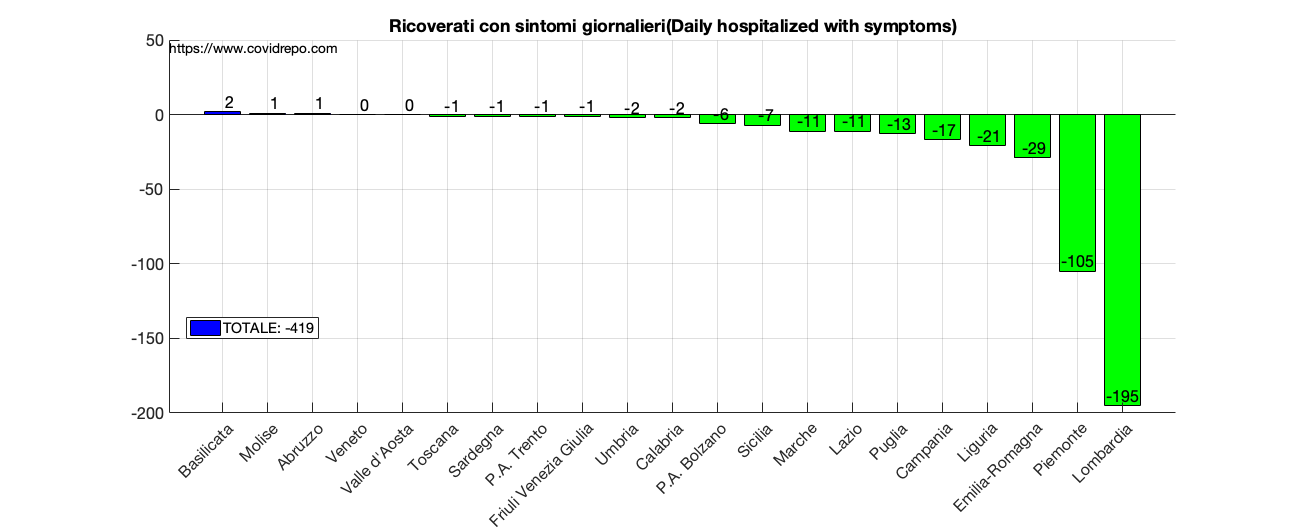 Ricoverati con sintomi giornalieri(Daily hospitalized with symptoms)
https://www.covidrepo.com
50
0
-50
-100
-150
-200
2
1
1
0
0
-1
-1
-1
-1
-2
-2
-6
-7
-11
-11
-13
-17
-21
-29
-105
-195
TOTALE: -419
Basilicata
Molise
Abruzzo
Veneto
Valle d'Aosta
Toscana
Sardegna
P.A. Trento
Friuli Venezia Giulia
Umbria
Calabria
P.A. Bolzano
Sicilia
Marche
Lazio
Puglia
Campania
Liguria
Emilia-Romagna
Piemonte
Lombardia